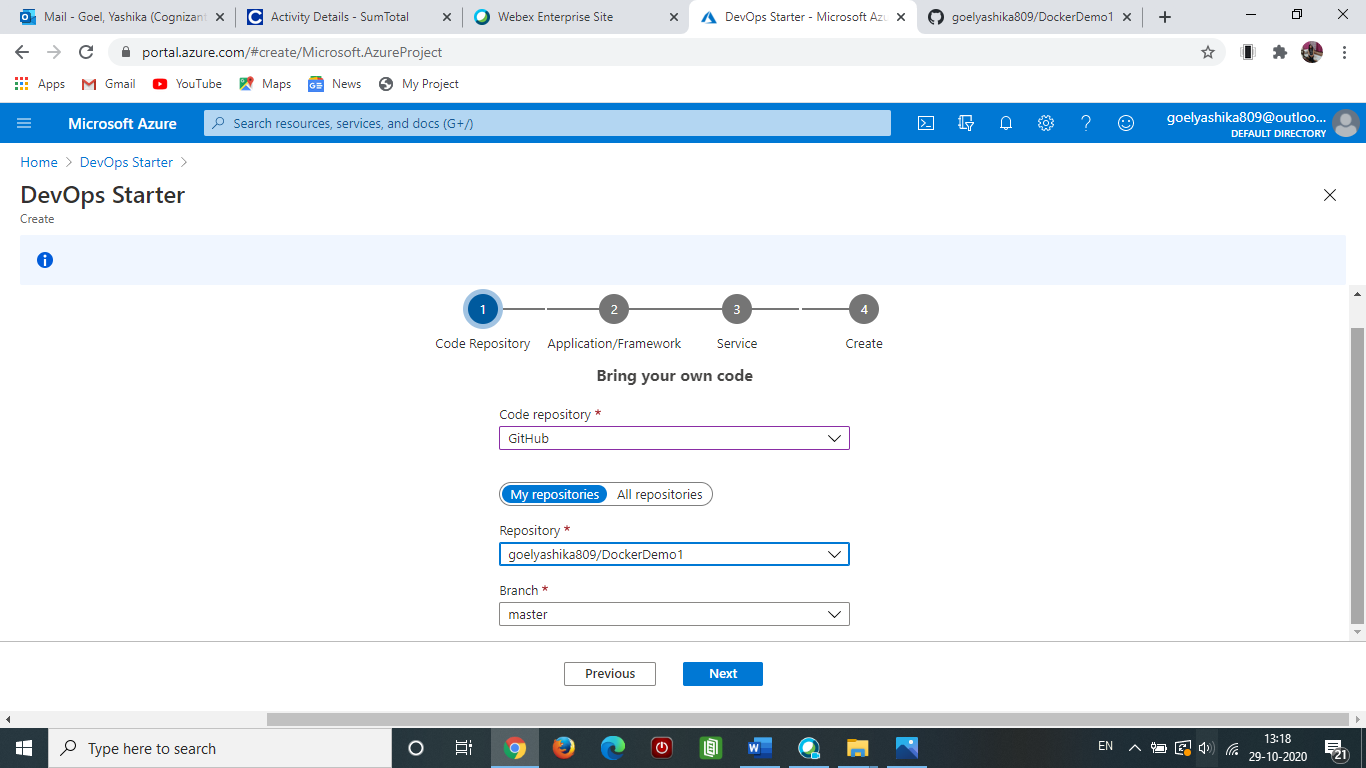 Mail - Goel, Yashika (Cognizant
Activity Details - SumTotal
Webex Enterprise Site
DevOps Starter - Microsoft Azu
goelyashika809/DockerDemo1
portal.azure.com/#create/Microsoft.AzureProject
Apps
Gmail
YouTube
Maps
News
My Project
Microsoft Azure
Search resources, services, and docs (G+/)
goelyashika809@outloo...
DEFAULT DIRECTORY
Home > DevOps Starter >
DevOps Starter
Create
1
2
3
4
Code Repository
Application/Framework
Service
Create
Bring your own code
Code repository *
GitHub
My repositories
All repositories
Repository *
goelyashika809/DockerDemo1
Branch *
master
Previous
Next
Type here to search
EN
13:18
29-10-2020
21